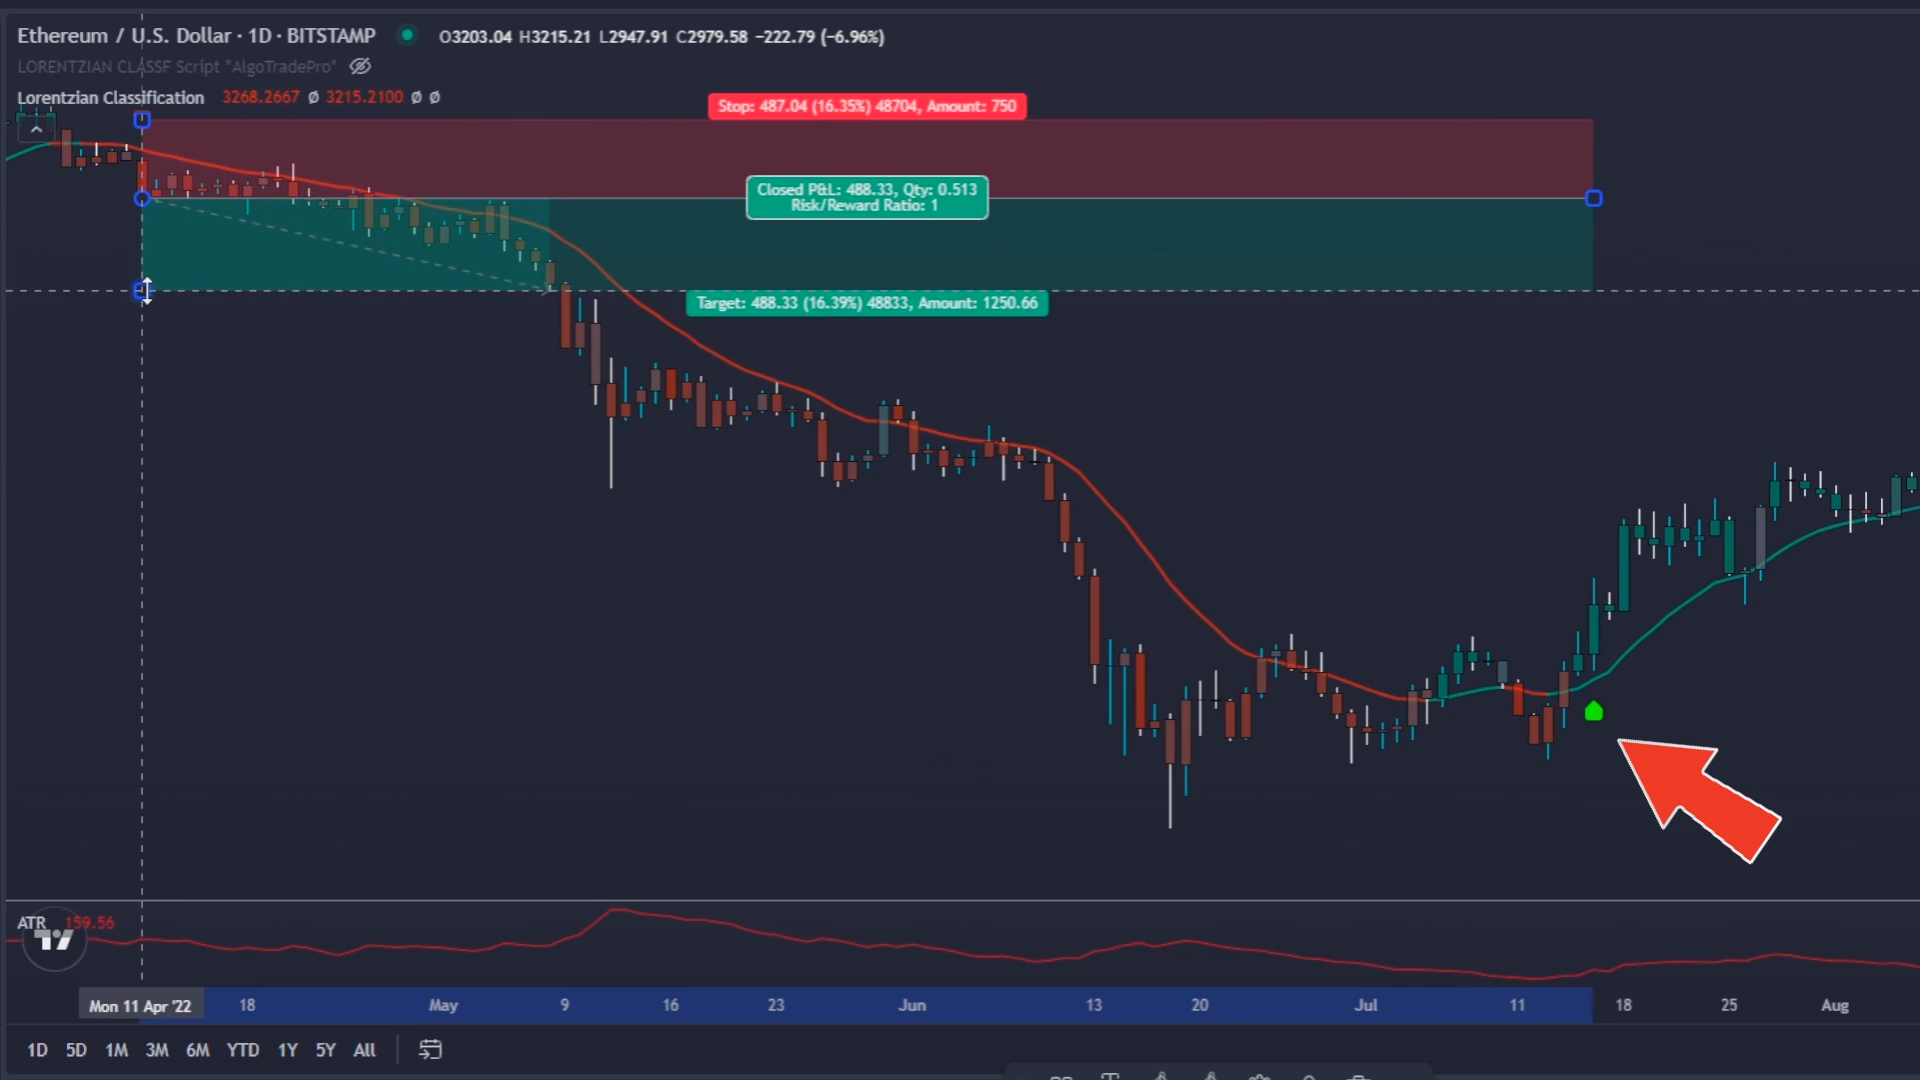 Ethereum / U.S. Dollar · 1D · BITSTAMP O3203.04 H3215.21 L2947.91 C2979.58 −222.79 (−6.96%)
LORENTZIAN CLASSF Script "AlgoTradePro"
Lorentzian Classification 3268.2667 Ø 3215.2100 Ø Ø
Stop: 487.04 (16.35%) 48704, Amount: 750
Closed P&L: 488.33, Qty: 0.513
Risk/Reward Ratio: 1
Target: 488.33 (16.39%) 48833, Amount: 1250.66
ATR 159.56
Mon 11 Apr '22 18 May 9 16 23 Jun 13 20 Jul 11 18 25 Aug
1D 5D 1M 3M 6M YTD 1Y 5Y All